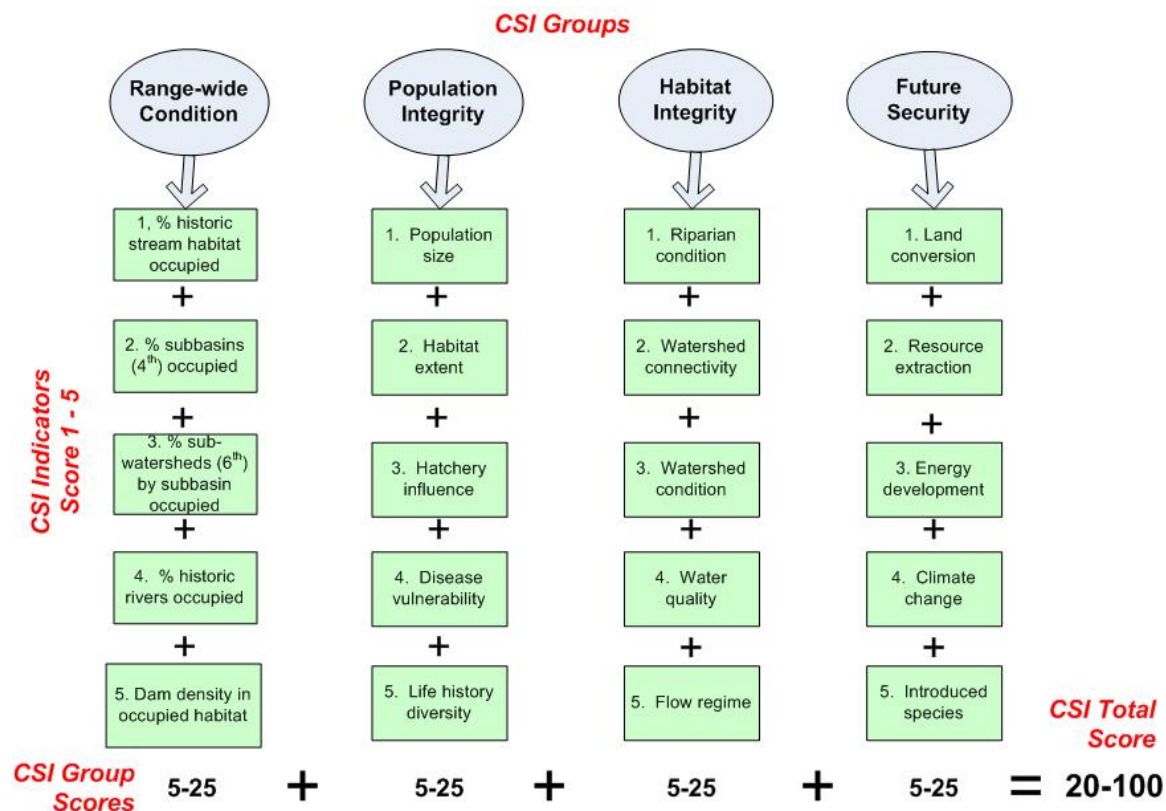 CSI Groups
Range-wide
Condition
Population
Integrity
Habitat
Integrity
Future
Security
CSI Indicators
Score 1 - 5
1, % historic
stream habitat
occupied
+
2. % subbasins
(4th) occupied
+
3. % sub-
watersheds (6th)
by subbasin
occupied
+
4. % historic
rivers occupied
+
5. Dam density in
occupied habitat
1. Population
size
+
2. Habitat
extent
+
3. Hatchery
influence
+
4. Disease
vulnerability
+
5. Life history
diversity
1. Riparian
condition
+
2. Watershed
connectivity
+
3. Watershed
condition
+
4. Water
quality
+
5. Flow regime
1. Land
conversion
+
2. Resource
extraction
+
3. Energy
development
+
4. Climate
change
+
5. Introduced
species
CSI Total
Score
CSI Group
Scores
5-25 + 5-25 + 5-25 + 5-25 = 20-100